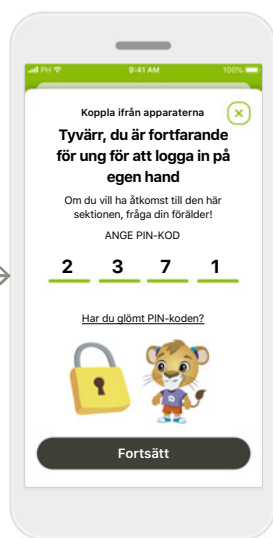 PH 9:41 AM 100%
Koppla ifrån apparaterna
Tyvärr, du är fortfarande
för ung för att logga in på
egen hand
Om du vill ha åtkomst till den här
sektionen, fråga din förälder!
ANGE PIN-KOD
2 3 7 1
Har du glömt PIN-koden?
Fortsätt